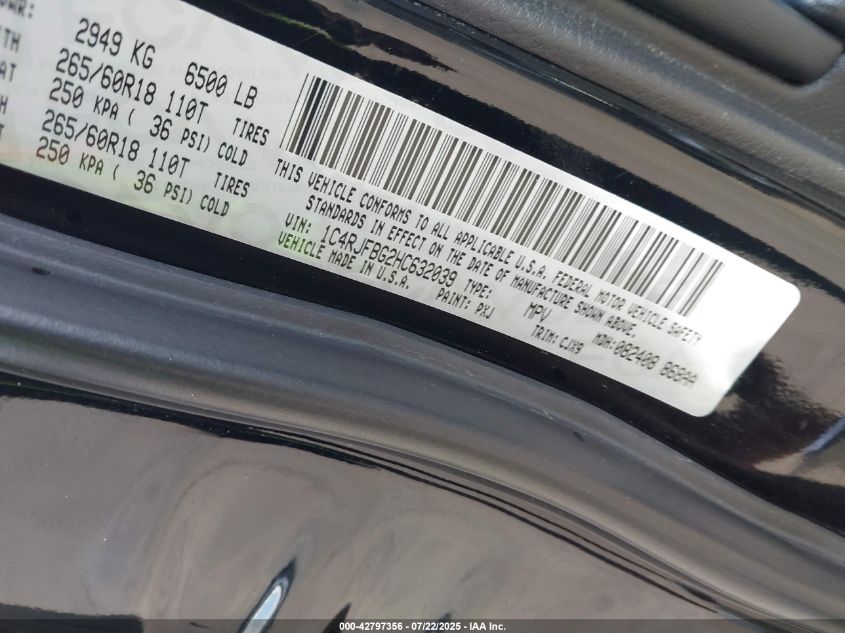 2949 KG 6500 LB
265/60R18 110T TIRES
250 KPA ( 36 PSI) COLD
265/60R18 110T TIRES
250 KPA ( 36 PSI) COLD
THIS VEHICLE CONFORMS TO ALL APPLICABLE U.S.A. FEDERAL MOTOR VEHICLE SAFETY
STANDARDS IN EFFECT ON THE DATE OF MANUFACTURE SHOWN ABOVE.
VIN: 1C4RJFBG2HC632039 TYPE: MPV MDH:082408 868AA
VEHICLE MADE IN U.S.A. PAINT: PXJ TRIM: CJX9
000-42797356 - 07/22/2025 - IAA Inc.